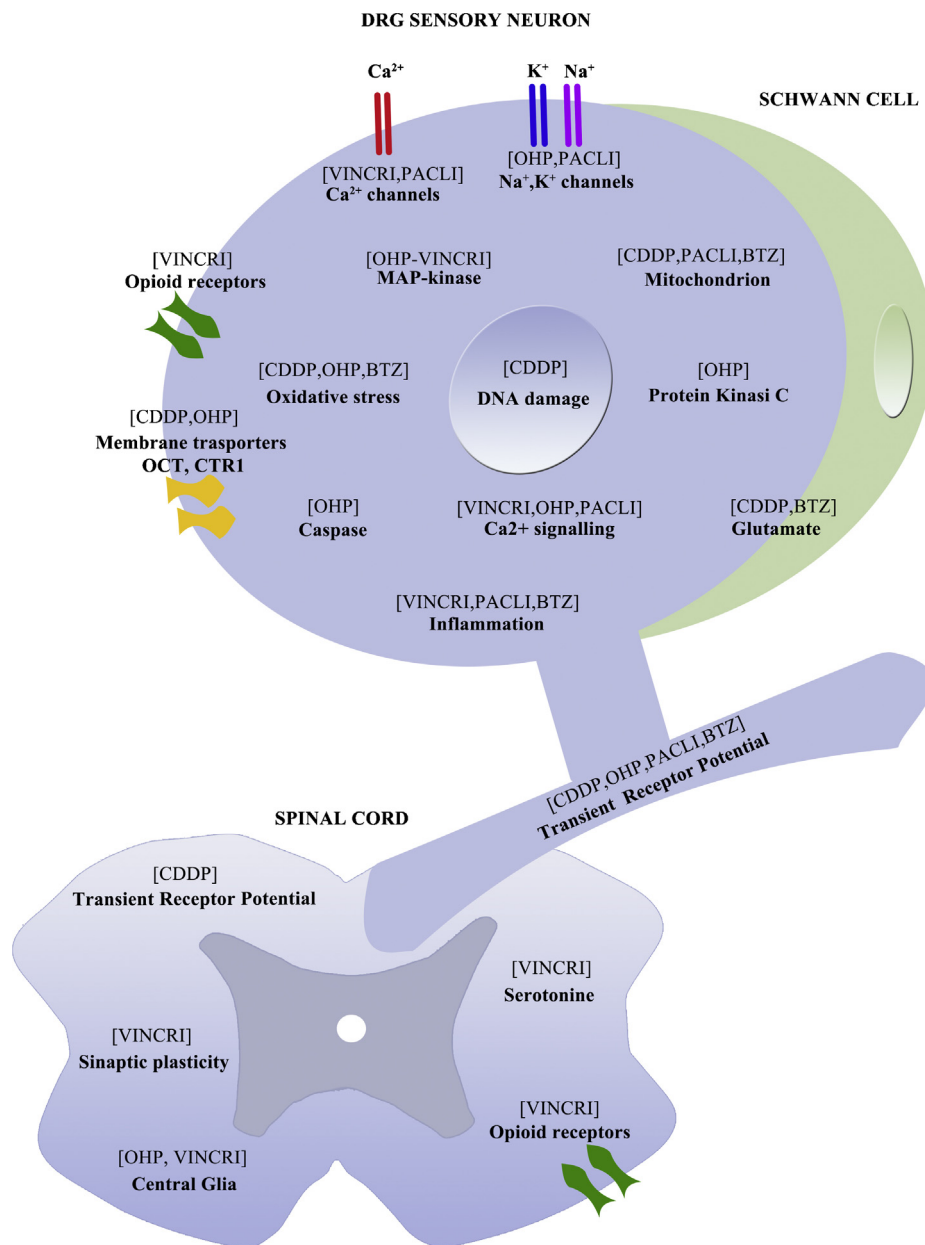 DRG SENSORY NEURON
Ca²⁺
K⁺ Na⁺
SCHWANN CELL
[VINCRI,PACLI]
Ca²⁺ channels
[OHP,PACLI]
Na⁺,K⁺ channels
[VINCRI]
Opioid receptors
[OHP-VINCRI]
MAP-kinase
[CDDP,PACLI,BTZ]
Mitochondrion
[CDDP,OHP,BTZ]
Oxidative stress
[CDDP]
DNA damage
[OHP]
Protein Kinasi C
[CDDP,OHP]
Membrane trasporters
OCT, CTR1
[OHP]
Caspase
[VINCRI,OHP,PACLI]
Ca2+ signalling
[CDDP,BTZ]
Glutamate
[VINCRI,PACLI,BTZ]
Inflammation
[CDDP,OHP,PACLI,BTZ]
Transient Receptor Potential
SPINAL CORD
[CDDP]
Transient Receptor Potential
[VINCRI]
Serotonine
[VINCRI]
Sinaptic plasticity
[VINCRI]
Opioid receptors
[OHP, VINCRI]
Central Glia